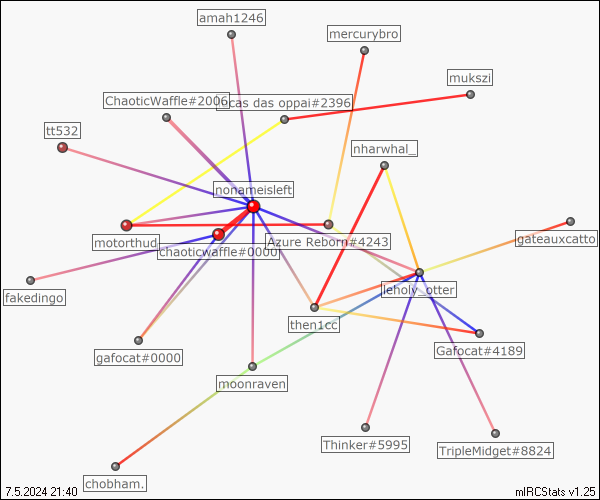 amah1246
mercurybro
mukszi
ChaoticWaffle#2006
cas das oppai#2396
tt532
nharwhal_
nonameisleft
motorthud
chaoticwaffle#0000
Azure Reborn#4243
gateauxcatto
fakedingo
leholy_otter
then1cc
gafocat#0000
Gafocat#4189
moonraven
Thinker#5995
TripleMidget#8824
chobham.
7.5.2024 21:40
mIRCStats v1.25